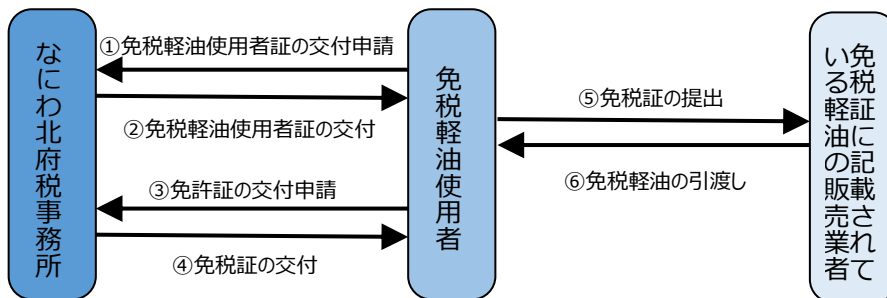 なにわ北府税事務所
①免税軽油使用者証の交付申請
②免税軽油使用者証の交付
③免許証の交付申請
④免税証の交付
免税軽油使用者
⑤免税証の提出
⑥免税軽油の引渡し
免税証に記載されて
いる軽油の販売業者